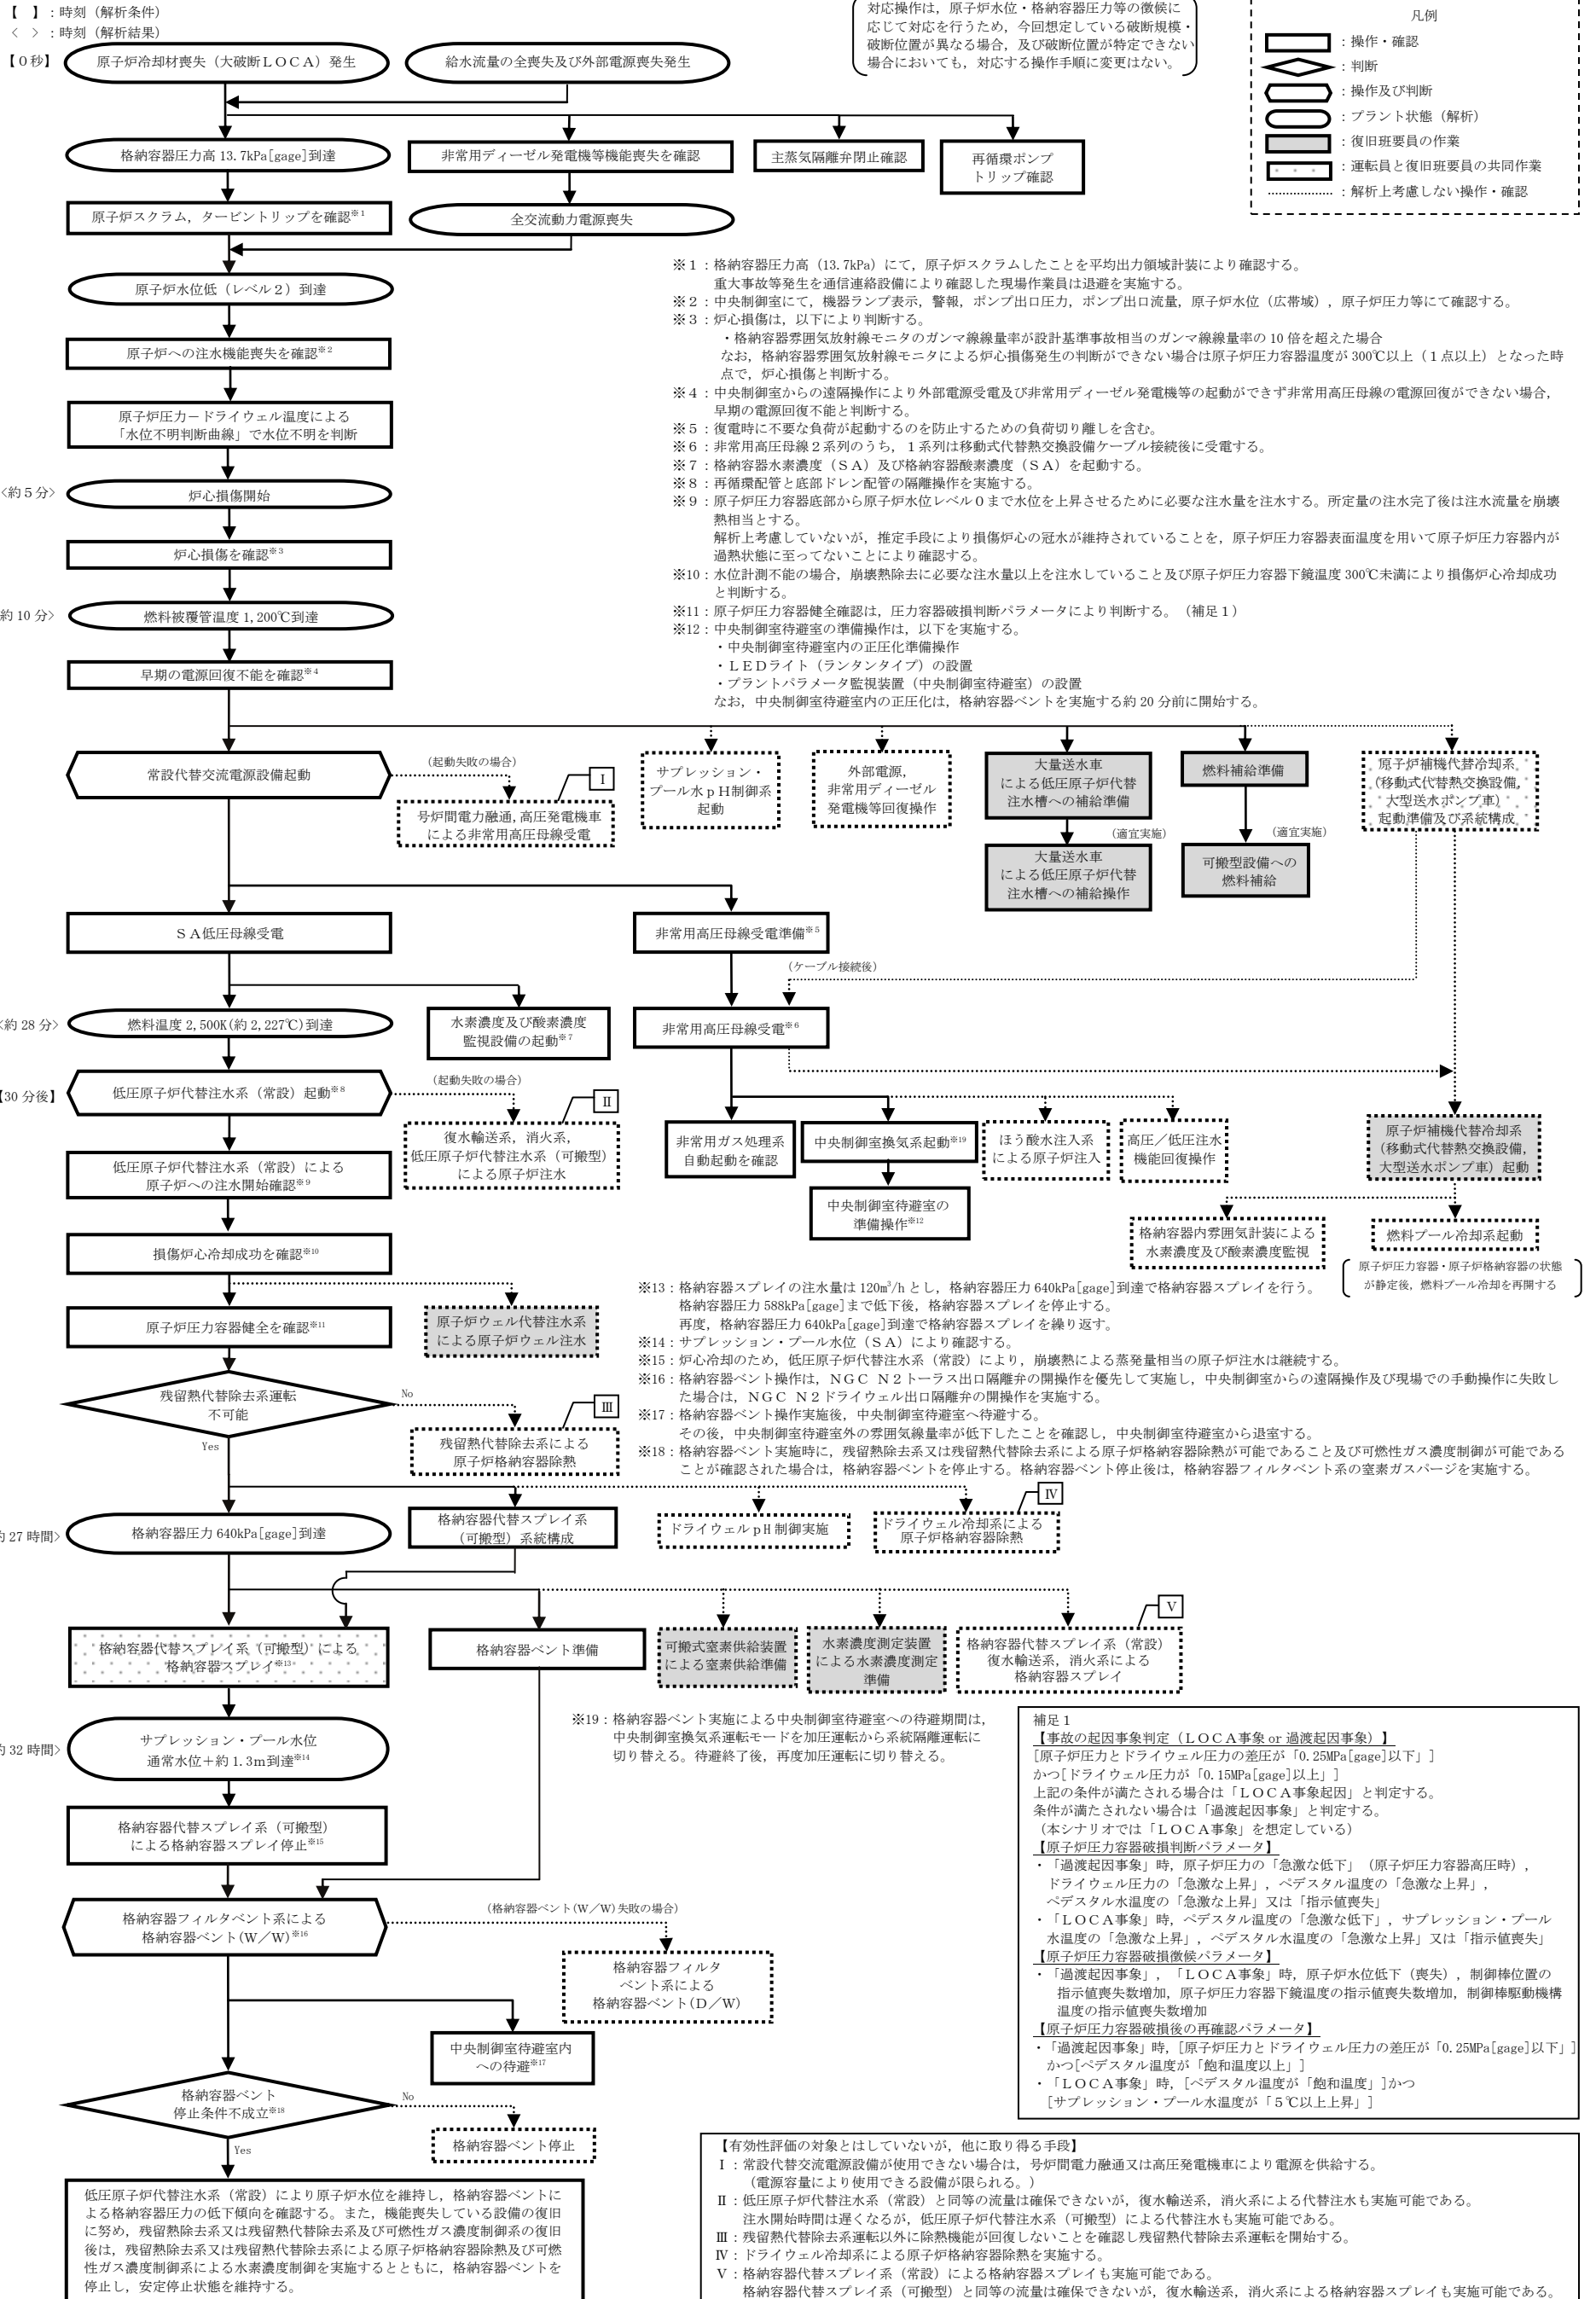 【　】：時刻（解析条件）
〈　〉：時刻（解析結果）
対応操作は，原子炉水位・格納容器圧力等の徴候に
応じて対応を行うため，今回想定している破断規模・
破断位置が異なる場合，及び破断位置が特定できない
場合においても，対応する操作手順に変更はない。
凡例
：操作・確認
：判断
：操作及び判断
：プラント状態（解析）
：復旧班要員の作業
：運転員と復旧班要員の共同作業
：解析上考慮しない操作・確認
【０秒】
原子炉冷却材喪失（大破断ＬＯＣＡ）発生
給水流量の全喪失及び外部電源喪失発生
格納容器圧力高 13.7kPa[gage]到達
非常用ディーゼル発電機等機能喪失を確認
主蒸気隔離弁閉止確認
再循環ポンプ
トリップ確認
原子炉スクラム，タービントリップを確認※1
全交流動力電源喪失
原子炉水位低（レベル２）到達
原子炉への注水機能喪失を確認※2
原子炉圧力－ドライウェル温度による
「水位不明判断曲線」で水位不明を判断
〈約５分〉
炉心損傷開始
炉心損傷を確認※3
約 10 分〉
燃料被覆管温度 1,200℃到達
早期の電源回復不能を確認※4
※１：格納容器圧力高（13.7kPa）にて，原子炉スクラムしたことを平均出力領域計装により確認する。
重大事故等発生を通信連絡設備により確認した現場作業員は退避を実施する。
※２：中央制御室にて，機器ランプ表示，警報，ポンプ出口圧力，ポンプ出口流量，原子炉水位（広帯域），原子炉圧力等にて確認する。
※３：炉心損傷は，以下により判断する。
・格納容器雰囲気放射線モニタのガンマ線線量率が設計基準事故相当のガンマ線線量率の 10 倍を超えた場合
なお，格納容器雰囲気放射線モニタによる炉心損傷発生の判断ができない場合は原子炉圧力容器温度が 300℃以上（１点以上）となった時
点で，炉心損傷と判断する。
※４：中央制御室からの遠隔操作により外部電源受電及び非常用ディーゼル発電機等の起動ができず非常用高圧母線の電源回復ができない場合，
早期の電源回復不能と判断する。
※５：復電時に不要な負荷が起動するのを防止するための負荷切り離しを含む。
※６：非常用高圧母線２系列のうち，１系列は移動式代替熱交換設備ケーブル接続後に受電する。
※７：格納容器水素濃度（ＳＡ）及び格納容器酸素濃度（ＳＡ）を起動する。
※８：再循環配管と底部ドレン配管の隔離操作を実施する。
※９：原子炉圧力容器底部から原子炉水位レベル０まで水位を上昇させるために必要な注水量を注水する。所定量の注水完了後は注水流量を崩壊
熱相当とする。
解析上考慮していないが，推定手段により損傷炉心の冠水が維持されていることを，原子炉圧力容器表面温度を用いて原子炉圧力容器内が
過熱状態に至ってないことにより確認する。
※10：水位計測不能の場合，崩壊熱除去に必要な注水量以上を注水していること及び原子炉圧力容器下鏡温度 300℃未満により損傷炉心冷却成功
と判断する。
※11：原子炉圧力容器健全確認は，圧力容器破損判断パラメータにより判断する。（補足１）
※12：中央制御室待避室の準備操作は，以下を実施する。
・中央制御室待避室内の正圧化準備操作
・ＬＥＤライト（ランタンタイプ）の設置
・プラントパラメータ監視装置（中央制御室待避室）の設置
なお，中央制御室待避室内の正圧化は，格納容器ベントを実施する約 20 分前に開始する。
常設代替交流電源設備起動
（起動失敗の場合）
Ⅰ
号炉間電力融通，高圧発電機車
による非常用高圧母線受電
サプレッション・
プール水ｐＨ制御系
起動
外部電源，
非常用ディーゼル
発電機等回復操作
大量送水車
による低圧原子炉代替
注水槽への補給準備
（適宜実施）
大量送水車
による低圧原子炉代替
注水槽への補給操作
燃料補給準備
（適宜実施）
可搬型設備への
燃料補給
原子炉補機代替冷却系
（移動式代替熱交換設備，
大型送水ポンプ車）
起動準備及び系統構成
ＳＡ低圧母線受電
非常用高圧母線受電準備※5
（ケーブル接続後）
〈約 28 分〉
燃料温度 2,500K(約 2,227℃)到達
水素濃度及び酸素濃度
監視設備の起動※7
非常用高圧母線受電※6
【30 分後】
低圧原子炉代替注水系（常設）起動※8
（起動失敗の場合）
Ⅱ
復水輸送系，消火系，
低圧原子炉代替注水系（可搬型）
による原子炉注水
非常用ガス処理系
自動起動を確認
中央制御室換気系起動※19
ほう酸水注入系
による原子炉注入
高圧／低圧注水
機能回復操作
原子炉補機代替冷却系
（移動式代替熱交換設備，
大型送水ポンプ車）起動
低圧原子炉代替注水系（常設）による
原子炉への注水開始確認※9
中央制御室待避室の
準備操作※12
格納容器内雰囲気計装による
水素濃度及び酸素濃度監視
燃料プール冷却系起動
原子炉圧力容器・原子炉格納容器の状態
が静定後，燃料プール冷却を再開する
損傷炉心冷却成功を確認※10
原子炉圧力容器健全を確認※11
原子炉ウェル代替注水系
による原子炉ウェル注水
残留熱代替除去系運転
不可能
No
Yes
Ⅲ
残留熱代替除去系による
原子炉格納容器除熱
※13：格納容器スプレイの注水量は 120m3/h とし，格納容器圧力 640kPa[gage]到達で格納容器スプレイを行う。
格納容器圧力 588kPa[gage]まで低下後，格納容器スプレイを停止する。
再度，格納容器圧力 640kPa[gage]到達で格納容器スプレイを繰り返す。
※14：サプレッション・プール水位（ＳＡ）により確認する。
※15：炉心冷却のため，低圧原子炉代替注水系（常設）により，崩壊熱による蒸発量相当の原子炉注水は継続する。
※16：格納容器ベント操作は，ＮＧＣ　Ｎ２トーラス出口隔離弁の開操作を優先して実施し，中央制御室からの遠隔操作及び現場での手動操作に失敗し
た場合は，ＮＧＣ　Ｎ２ドライウェル出口隔離弁の開操作を実施する。
※17：格納容器ベント操作実施後，中央制御室待避室へ待避する。
その後，中央制御室待避室外の雰囲気線量率が低下したことを確認し，中央制御室待避室から退室する。
※18：格納容器ベント実施時に，残留熱除去系又は残留熱代替除去系による原子炉格納容器除熱が可能であること及び可燃性ガス濃度制御が可能である
ことが確認された場合は，格納容器ベントを停止する。格納容器ベント停止後は，格納容器フィルタベント系の窒素ガスパージを実施する。
約 27 時間〉
格納容器圧力 640kPa[gage]到達
格納容器代替スプレイ系
（可搬型）系統構成
ドライウェルｐＨ制御実施
Ⅳ
ドライウェル冷却系による
原子炉格納容器除熱
格納容器代替スプレイ系（可搬型）による
格納容器スプレイ※13
格納容器ベント準備
可搬式窒素供給装置
による窒素供給準備
水素濃度測定装置
による水素濃度測定
準備
Ⅴ
格納容器代替スプレイ系（常設）
復水輸送系，消火系による
格納容器スプレイ
約 32 時間〉
サプレッション・プール水位
通常水位＋約 1.3ｍ到達※14
※19：格納容器ベント実施による中央制御室待避室への待避期間は，
中央制御室換気系運転モードを加圧運転から系統隔離運転に
切り替える。待避終了後，再度加圧運転に切り替える。
格納容器代替スプレイ系（可搬型）
による格納容器スプレイ停止※15
格納容器フィルタベント系による
格納容器ベント(Ｗ／Ｗ)※16
（格納容器ベント(Ｗ／Ｗ)失敗の場合）
格納容器フィルタ
ベント系による
格納容器ベント(Ｄ／Ｗ)
中央制御室待避室内
への待避※17
格納容器ベント
停止条件不成立※18
No
Yes
格納容器ベント停止
低圧原子炉代替注水系（常設）により原子炉水位を維持し，格納容器ベントに
よる格納容器圧力の低下傾向を確認する。また，機能喪失している設備の復旧
に努め，残留熱除去系又は残留熱代替除去系及び可燃性ガス濃度制御系の復旧
後は，残留熱除去系又は残留熱代替除去系による原子炉格納容器除熱及び可燃
性ガス濃度制御系による水素濃度制御を実施するとともに，格納容器ベントを
停止し，安定停止状態を維持する。
補足１
【事故の起因事象判定（ＬＯＣＡ事象 or 過渡起因事象）】
[原子炉圧力とドライウェル圧力の差圧が「0.25MPa[gage]以下」]
かつ[ドライウェル圧力が「0.15MPa[gage]以上」]
上記の条件が満たされる場合は「ＬＯＣＡ事象起因」と判定する。
条件が満たされない場合は「過渡起因事象」と判定する。
（本シナリオでは「ＬＯＣＡ事象」を想定している）
【原子炉圧力容器破損判断パラメータ】
・「過渡起因事象」時，原子炉圧力の「急激な低下」（原子炉圧力容器高圧時），
ドライウェル圧力の「急激な上昇」，ペデスタル温度の「急激な上昇」，
ペデスタル水温度の「急激な上昇」又は「指示値喪失」
・「ＬＯＣＡ事象」時，ペデスタル温度の「急激な低下」，サプレッション・プール
水温度の「急激な上昇」，ペデスタル水温度の「急激な上昇」又は「指示値喪失」
【原子炉圧力容器破損徴候パラメータ】
・「過渡起因事象」，「ＬＯＣＡ事象」時，原子炉水位低下（喪失），制御棒位置の
指示値喪失数増加，原子炉圧力容器下鏡温度の指示値喪失数増加，制御棒駆動機構
温度の指示値喪失数増加
【原子炉圧力容器破損後の再確認パラメータ】
・「過渡起因事象」時，[原子炉圧力とドライウェル圧力の差圧が「0.25MPa[gage]以下」]
かつ[ペデスタル温度が「飽和温度以上」]
・「ＬＯＣＡ事象」時，[ペデスタル温度が「飽和温度」]かつ
[サプレッション・プール水温度が「５℃以上上昇」]
【有効性評価の対象とはしていないが，他に取り得る手段】
Ⅰ：常設代替交流電源設備が使用できない場合は，号炉間電力融通又は高圧発電機車により電源を供給する。
（電源容量により使用できる設備が限られる。）
Ⅱ：低圧原子炉代替注水系（常設）と同等の流量は確保できないが，復水輸送系，消火系による代替注水も実施可能である。
注水開始時間は遅くなるが，低圧原子炉代替注水系（可搬型）による代替注水も実施可能である。
Ⅲ：残留熱代替除去系運転以外に除熱機能が回復しないことを確認し残留熱代替除去系運転を開始する。
Ⅳ：ドライウェル冷却系による原子炉格納容器除熱を実施する。
Ⅴ：格納容器代替スプレイ系（常設）による格納容器スプレイも実施可能である。
格納容器代替スプレイ系（可搬型）と同等の流量は確保できないが，復水輸送系，消火系による格納容器スプレイも実施可能である。